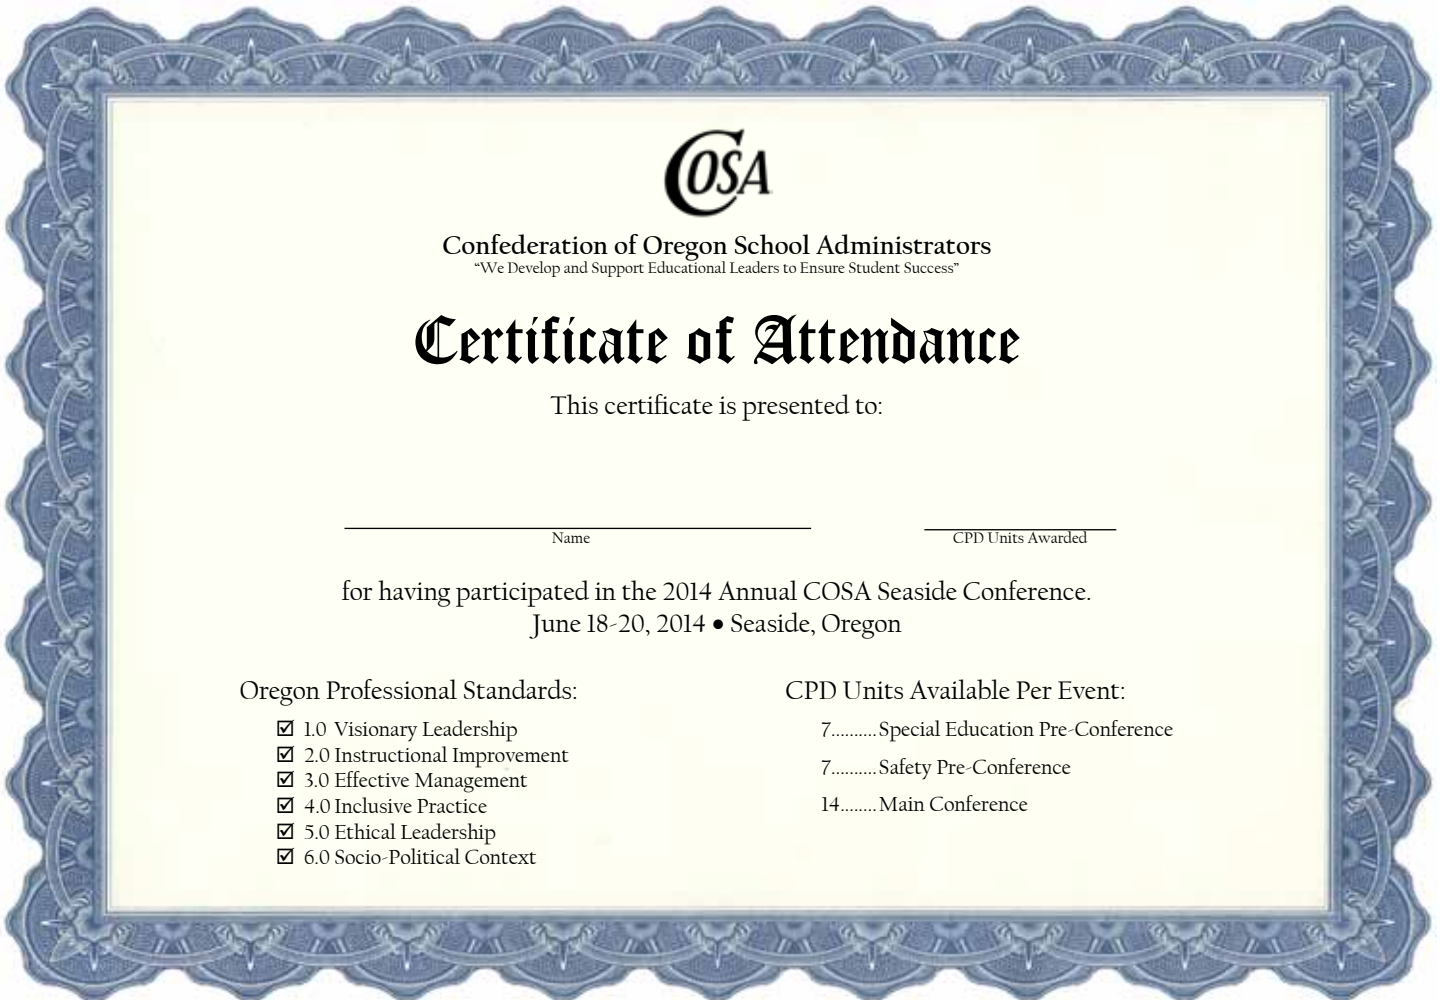 COSA
Confederation of Oregon School Administrators
“We Develop and Support Educational Leaders to Ensure Student Success”
Certificate of Attendance
This certificate is presented to:
Name
CPD Units Awarded
for having participated in the 2014 Annual COSA Seaside Conference.
June 18-20, 2014 • Seaside, Oregon
Oregon Professional Standards:
☑ 1.0 Visionary Leadership
☑ 2.0 Instructional Improvement
☑ 3.0 Effective Management
☑ 4.0 Inclusive Practice
☑ 5.0 Ethical Leadership
☑ 6.0 Socio-Political Context
CPD Units Available Per Event:
7..........Special Education Pre-Conference
7..........Safety Pre-Conference
14........Main Conference